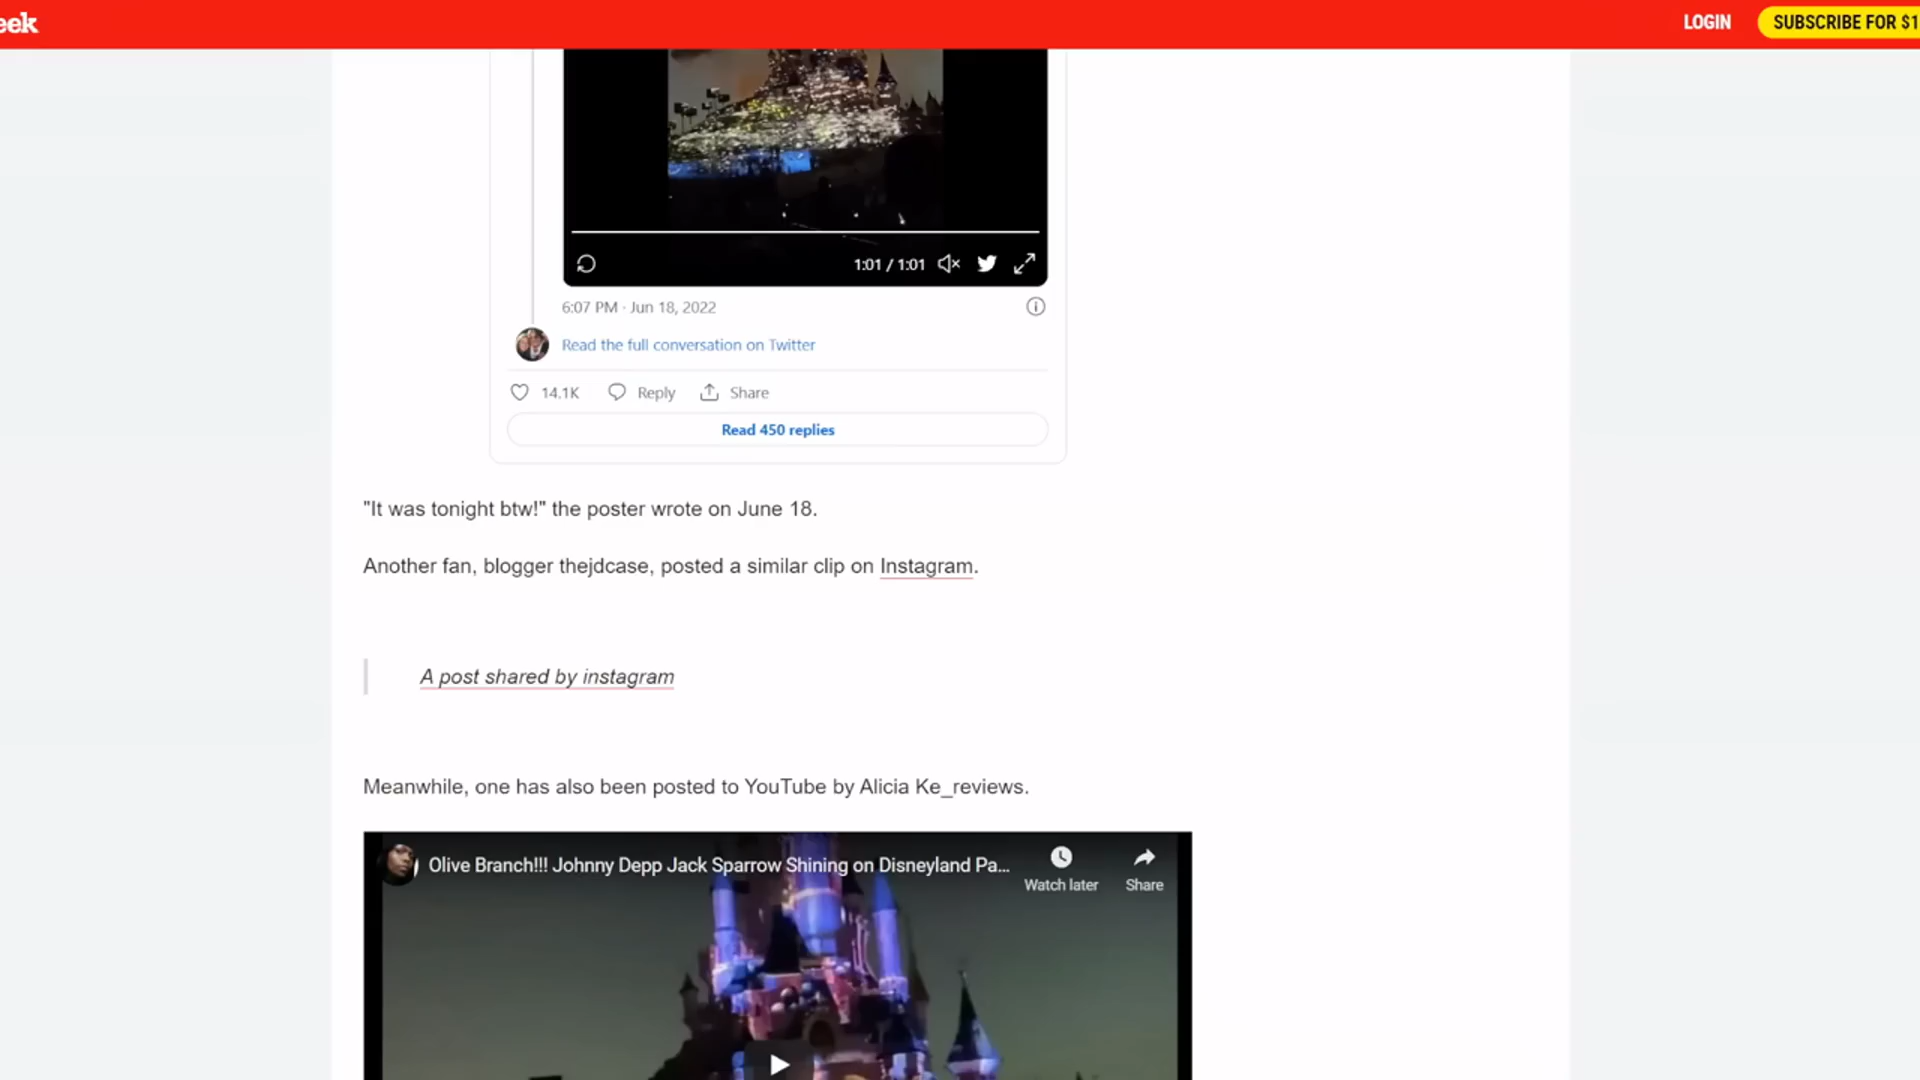 eek
LOGIN
SUBSCRIBE FOR $1
1:01 / 1:01
6:07 PM · Jun 18, 2022
Read the full conversation on Twitter
14.1K Reply Share
Read 450 replies
"It was tonight btw!" the poster wrote on June 18.
Another fan, blogger thejdcase, posted a similar clip on Instagram.
A post shared by instagram
Meanwhile, one has also been posted to YouTube by Alicia Ke_reviews.
Olive Branch!!! Johnny Depp Jack Sparrow Shining on Disneyland Pa...
Watch later
Share